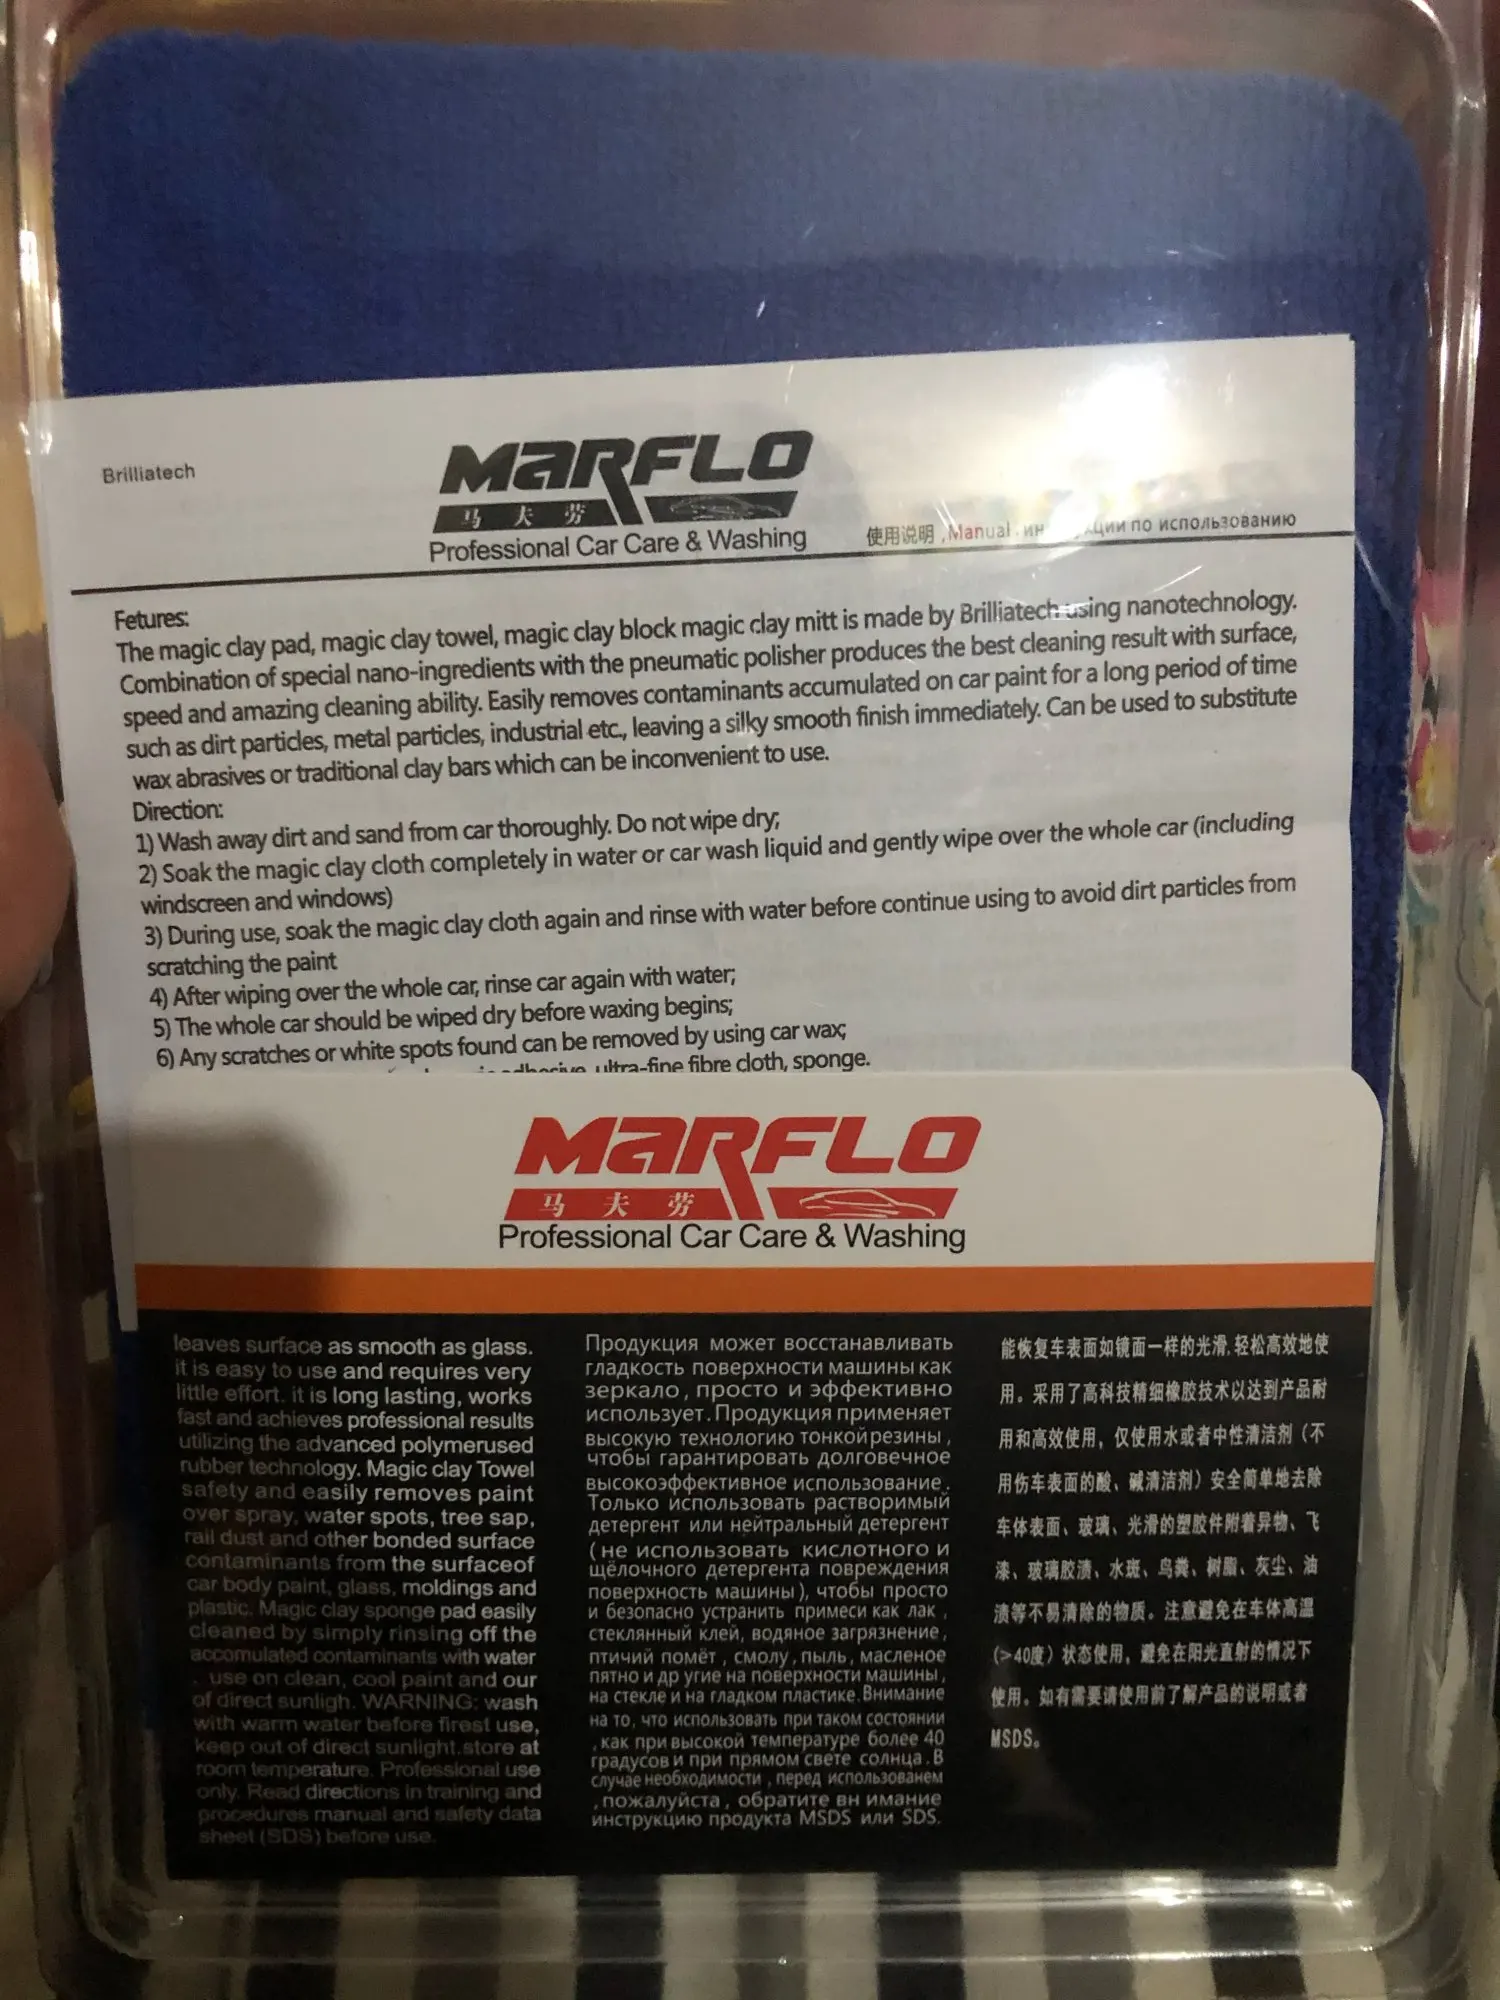 Brilliatech
MARFLO
马夫劳
Professional Car Care & Washing
使用说明 , Manual . ин ции по использованию
Fetures:
The magic clay pad, magic clay towel, magic clay block magic clay mitt is made by Brilliatech using nanotechnology.
Combination of special nano-ingredients with the pneumatic polisher produces the best cleaning result with surface,
speed and amazing cleaning ability. Easily removes contaminants accumulated on car paint for a long period of time
such as dirt particles, metal particles, industrial etc., leaving a silky smooth finish immediately. Can be used to substitute
wax abrasives or traditional clay bars which can be inconvenient to use.
Direction:
1) Wash away dirt and sand from car thoroughly. Do not wipe dry;
2) Soak the magic clay cloth completely in water or car wash liquid and gently wipe over the whole car (including
windscreen and windows)
3) During use, soak the magic clay cloth again and rinse with water before continue using to avoid dirt particles from
scratching the paint
4) After wiping over the whole car, rinse car again with water;
5) The whole car should be wiped dry before waxing begins;
6) Any scratches or white spots found can be removed by using car wax;
adhesive, ultra-fine fibre cloth, sponge.
MARFLO
马夫劳
Professional Car Care & Washing
leaves surface as smooth as glass.
it is easy to use and requires very
little effort. it is long lasting, works
fast and achieves professional results
utilizing the advanced polymerused
rubber technology. Magic clay Towel
safety and easily removes paint
over spray, water spots, tree sap,
rail dust and other bonded surface
contaminants from the surfaceof
car body paint, glass, moldings and
plastic. Magic clay sponge pad easily
cleaned by simply rinsing off the
accomulated contaminants with water
. use on clean, cool paint and our
of direct sunligh. WARNING: wash
with warm water before firest use,
keep out of direct sunlight.store at
room temperature. Professional use
only. Read directions in training and
procedures manual and safety data
sheet (SDS) before use.
Продукция может восстанавливать
гладкость поверхности машины как
зеркало, просто и эффективно
использует. Продукция применяет
высокую технологию тонкой резины,
чтобы гарантировать долговечное
высокоэффективное использование.
Только использовать растворимый
детергент или нейтральный детергент
(не использовать кислотного и
щёлочного детергента повреждения
поверхность машины), чтобы просто
и безопасно устранить примеси как лак,
стеклянный клей, водяное загрязнение,
птичий помёт, смолу, пыль, масленое
пятно и др угие на поверхности машины,
на стекле и на гладком пластике. Внимание
на то, что использовать при таком состоянии
, как при высокой температуре более 40
градусов и при прямом свете солнца. В
случае необходимости, перед использованем
, пожалуйста, обратите вн имание
инструкцию продукта MSDS или SDS.
能恢复车表面如镜面一样的光滑,轻松高效地使
用。采用了高科技精细橡胶技术以达到产品耐
用和高效使用，仅使用水或者中性清洁剂（不
用伤车表面的酸、碱清洁剂）安全简单地去除
车体表面、玻璃、光滑的塑胶件附着异物、飞
漆、玻璃胶渍、水斑、鸟粪、树脂、灰尘、油
渍等不易清除的物质。注意避免在车体高温
(>40度）状态使用，避免在阳光直射的情况下
使用。如有需要请使用前了解产品的说明或者
MSDS。